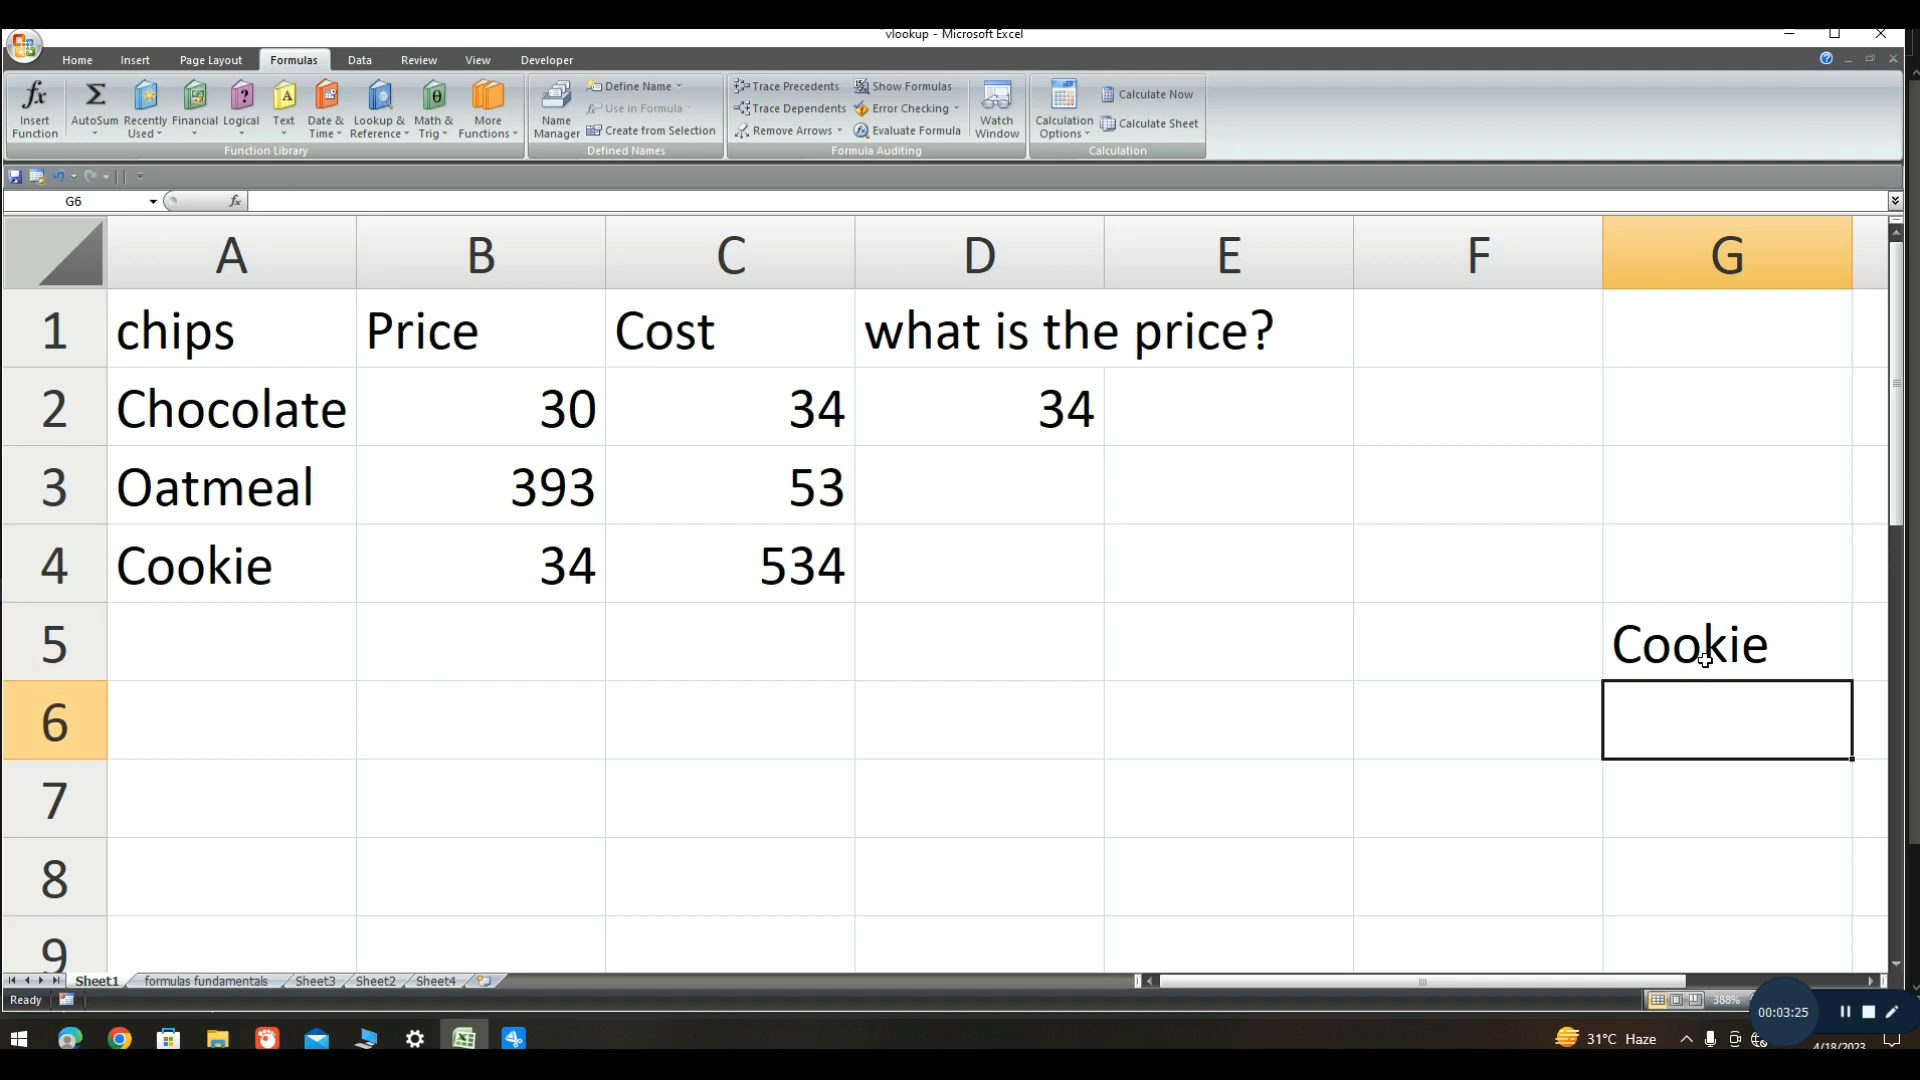 vlookup - Microsoft Excel
Home Insert Page Layout Formulas Data Review View Developer
fx Σ ? A θ
Insert Function AutoSum Recently Used Financial Logical Text Date & Time Lookup & Reference Math & Trig More Functions
Function Library
Name Manager
Define Name
Use in Formula
Create from Selection
Defined Names
Trace Precedents Show Formulas
Trace Dependents Error Checking
Remove Arrows Evaluate Formula
Watch Window
Formula Auditing
Calculation Options
Calculate Now
Calculate Sheet
Calculation
G6 fx
A B C D E F G
1 chips Price Cost what is the price?
2 Chocolate 30 34 34
3 Oatmeal 393 53
4 Cookie 34 534
5 Cookie
6
7
8
9
Sheet1 formulas fundamentals Sheet3 Sheet2 Sheet4
Ready 388%
00:03:25
31°C Haze
4/18/2023